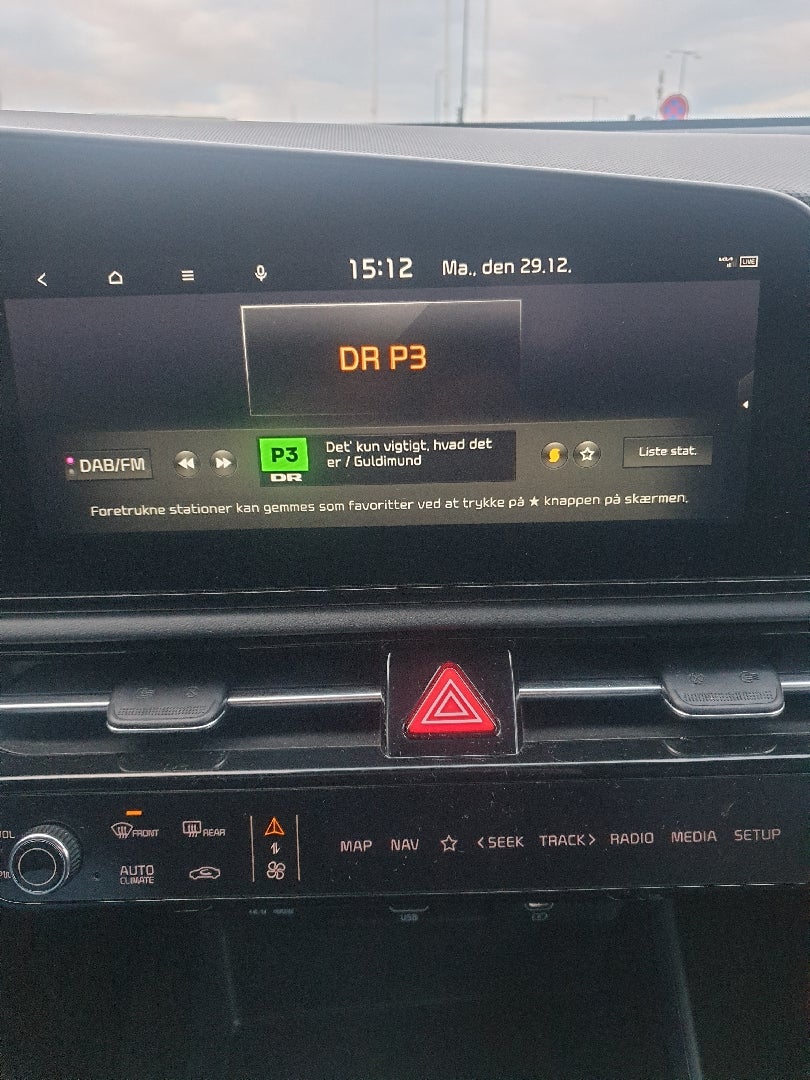 15:12 Ma., den 29.12. LIVE
DR P3
DAB/FM
P3
DR
Det' kun vigtigt, hvad det
er / Guldimund
Liste stat.
Foretrukne stationer kan gemmes som favoritter ved at trykke på ★ knappen på skærmen.
FRONT REAR
MAP NAV ☆ <SEEK TRACK> RADIO MEDIA SETUP
AUTO
CLIMATE
USB